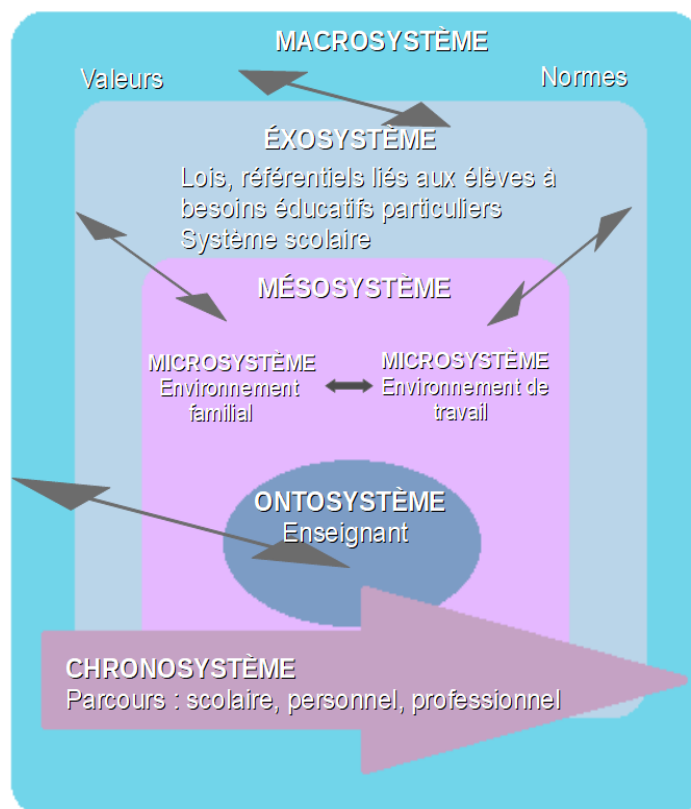 MACROSYSTÈME
Valeurs
Normes
ÉXOSYSTÈME
Lois, référentiels liés aux élèves à
besoins éducatifs particuliers
Système scolaire
MÉSOSYSTÈME
MICROSYSTÈME
Environnement
familial
MICROSYSTÈME
Environnement de
travail
ONTOSYSTÈME
Enseignant
CHRONOSYSTÈME
Parcours : scolaire, personnel, professionnel